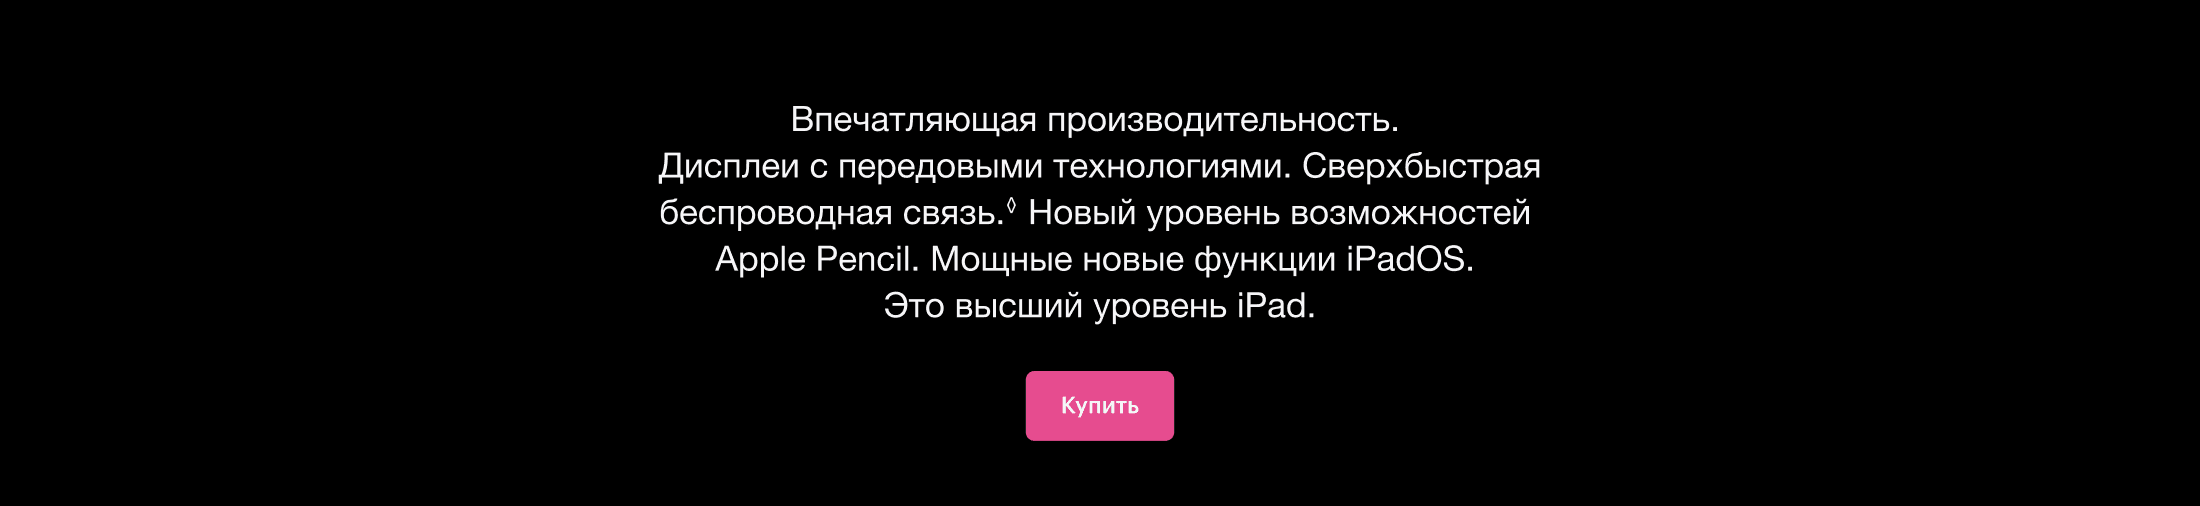 Впечатляющая производительность.
Дисплеи с передовыми технологиями. Сверхбыстрая
беспроводная связь.◊ Новый уровень возможностей
Apple Pencil. Мощные новые функции iPadOS.
Это высший уровень iPad.
Купить